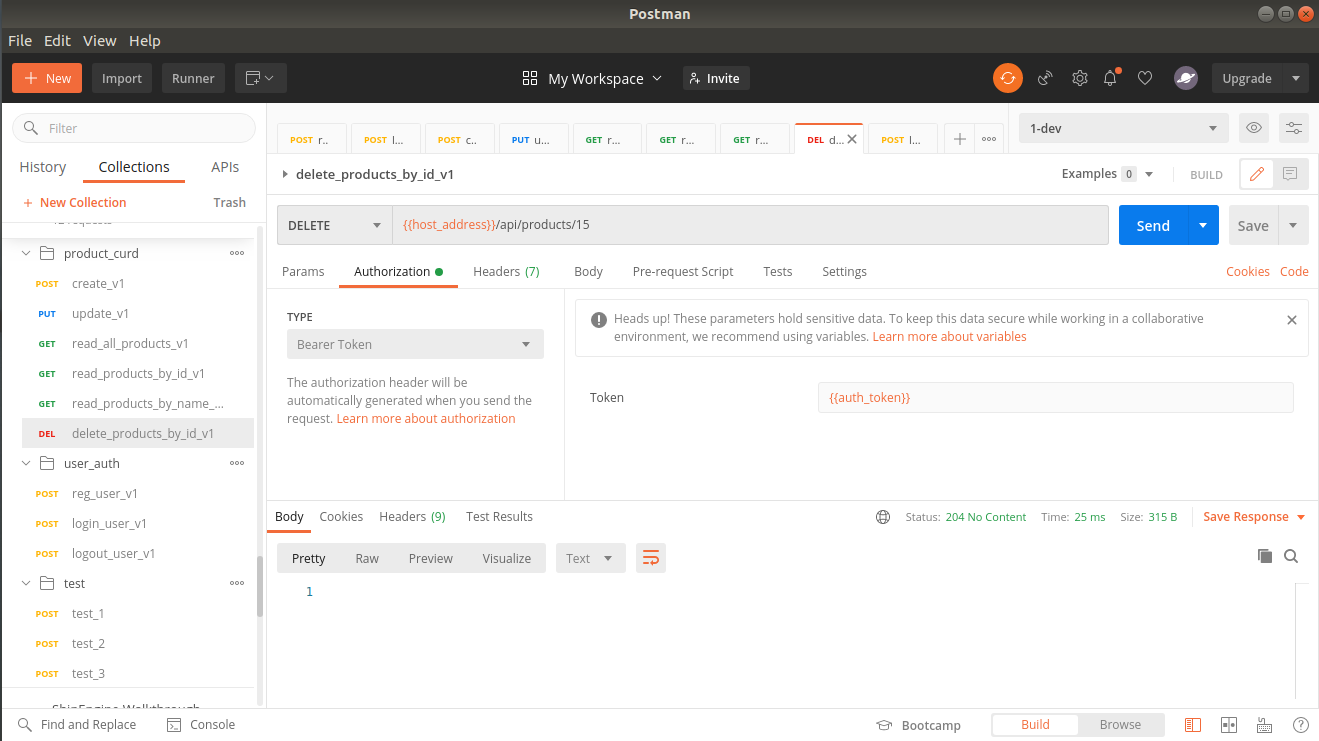 Postman
File Edit View Help
+ New Import Runner My Workspace Invite Upgrade
Filter
History Collections APIs
+ New Collection Trash
product_curd
POST create_v1
PUT update_v1
GET read_all_products_v1
GET read_products_by_id_v1
GET read_products_by_name_...
DEL delete_products_by_id_v1
user_auth
POST reg_user_v1
POST login_user_v1
POST logout_user_v1
test
POST test_1
POST test_2
POST test_3
ShipEngine Walkthrough
POST r.. POST l... POST c.. PUT u... GET r... GET r... GET r... DEL d... POST l... 1-dev
delete_products_by_id_v1 Examples 0 BUILD
DELETE {{host_address}}/api/products/15 Send Save
Params Authorization Headers (7) Body Pre-request Script Tests Settings Cookies Code
TYPE
Bearer Token
The authorization header will be
automatically generated when you send the
request. Learn more about authorization
Heads up! These parameters hold sensitive data. To keep this data secure while working in a collaborative
environment, we recommend using variables. Learn more about variables
Token {{auth_token}}
Body Cookies Headers (9) Test Results Status: 204 No Content Time: 25 ms Size: 315 B Save Response
Pretty Raw Preview Visualize Text
1
Find and Replace Console Bootcamp Build Browse